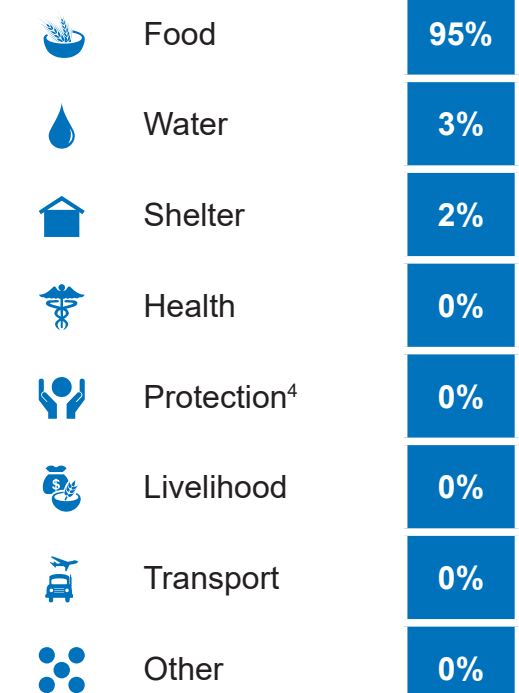 Food 95%
Water 3%
Shelter 2%
Health 0%
Protection⁴ 0%
$ Livelihood 0%
Transport 0%
Other 0%